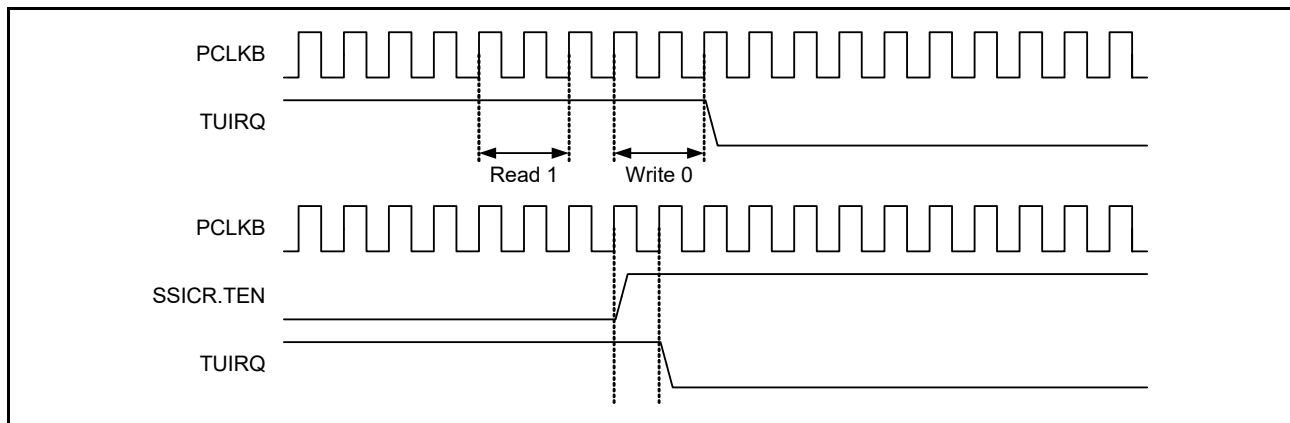 PCLKB
TUIRQ
Read 1 Write 0
PCLKB
SSICR.TEN
TUIRQ